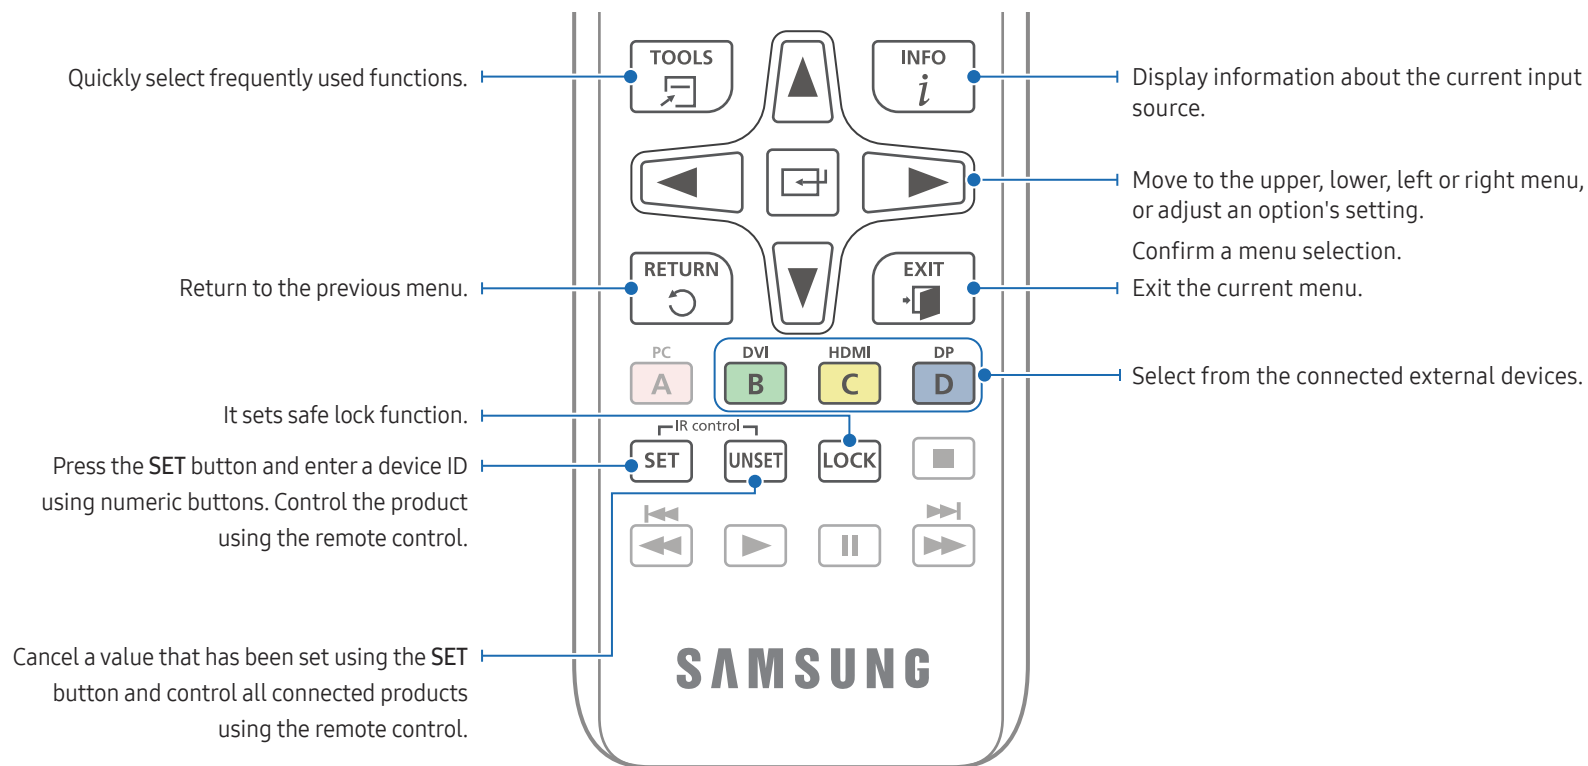 TOOLS
INFO
i
Quickly select frequently used functions.
Display information about the current input
source.
Move to the upper, lower, left or right menu,
or adjust an option's setting.
Confirm a menu selection.
RETURN
EXIT
Return to the previous menu.
Exit the current menu.
PC
DVI
HDMI
DP
A
B
C
D
Select from the connected external devices.
It sets safe lock function.
IR control
SET
UNSET
LOCK
Press the SET button and enter a device ID
using numeric buttons. Control the product
using the remote control.
Cancel a value that has been set using the SET
button and control all connected products
using the remote control.
SAMSUNG